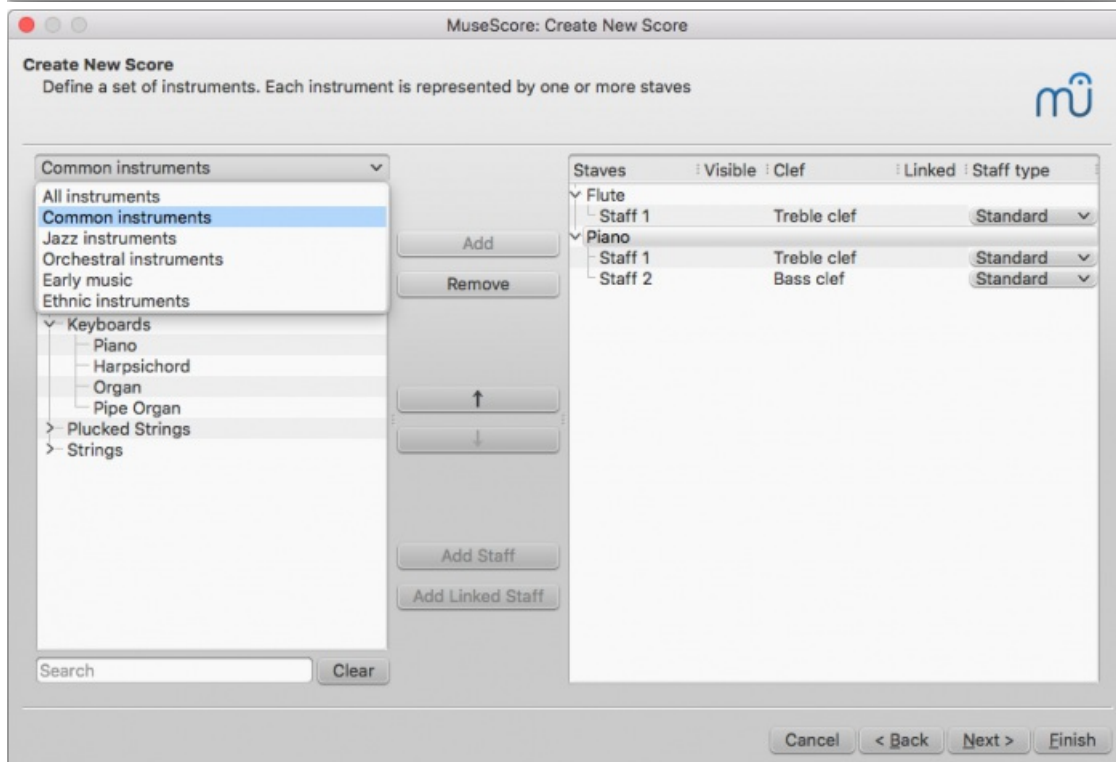 MuseScore: Create New Score
Create New Score
Define a set of instruments. Each instrument is represented by one or more staves
Common instruments
All instruments
Common instruments
Jazz instruments
Orchestral instruments
Early music
Ethnic instruments
Keyboards
Piano
Harpsichord
Organ
Pipe Organ
Plucked Strings
Strings
Search
Clear
Add
Remove
↑
↓
Add Staff
Add Linked Staff
Staves Visible Clef Linked Staff type
Flute
Staff 1 Treble clef Standard
Piano
Staff 1 Treble clef Standard
Staff 2 Bass clef Standard
Cancel < Back Next > Finish